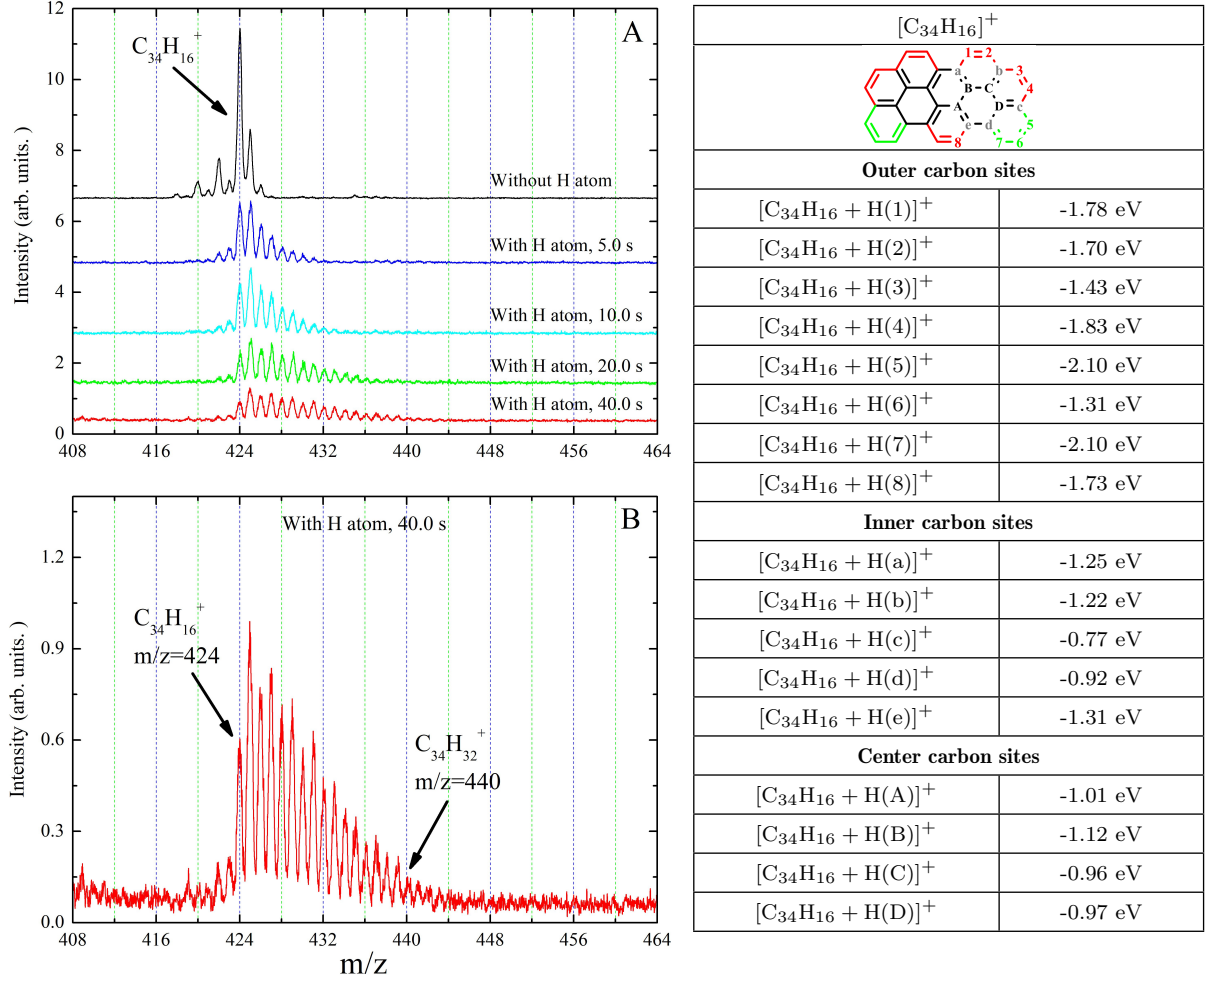 A
12
10
8
6
4
2
0
Intensity (arb. units. )
C34H16+
Without H atom
With H atom, 5.0 s
With H atom, 10.0 s
With H atom, 20.0 s
With H atom, 40.0 s
408 416 424 432 440 448 456 464
B
With H atom, 40.0 s
1.2
0.9
0.6
0.3
0.0
Intensity (arb. units. )
C34H16+
m/z=424
C34H32+
m/z=440
408 416 424 432 440 448 456 464
m/z
[C34H16]+
1 2
a b 3
B C 4
A D c
e d 5
8 7 6
Outer carbon sites
[C34H16 + H(1)]+ -1.78 eV
[C34H16 + H(2)]+ -1.70 eV
[C34H16 + H(3)]+ -1.43 eV
[C34H16 + H(4)]+ -1.83 eV
[C34H16 + H(5)]+ -2.10 eV
[C34H16 + H(6)]+ -1.31 eV
[C34H16 + H(7)]+ -2.10 eV
[C34H16 + H(8)]+ -1.73 eV
Inner carbon sites
[C34H16 + H(a)]+ -1.25 eV
[C34H16 + H(b)]+ -1.22 eV
[C34H16 + H(c)]+ -0.77 eV
[C34H16 + H(d)]+ -0.92 eV
[C34H16 + H(e)]+ -1.31 eV
Center carbon sites
[C34H16 + H(A)]+ -1.01 eV
[C34H16 + H(B)]+ -1.12 eV
[C34H16 + H(C)]+ -0.96 eV
[C34H16 + H(D)]+ -0.97 eV